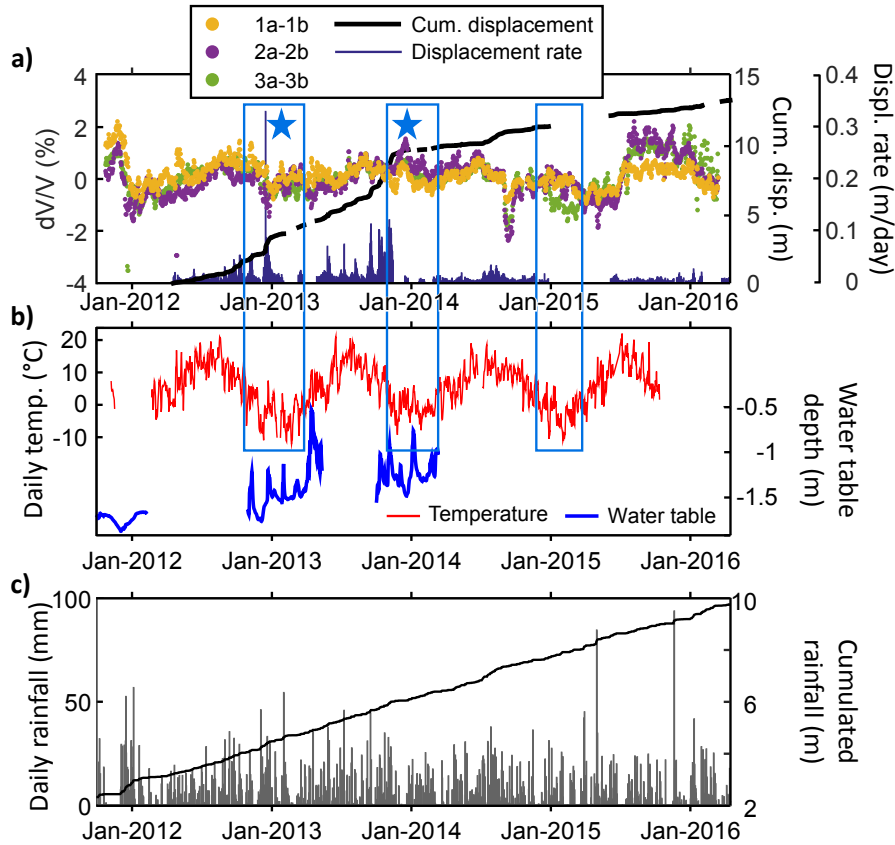 1a-1b
2a-2b
3a-3b
Cum. displacement
Displacement rate
a)
4
2
0
-2
-4
dV/V (%)
15
10
5
0
Cum. disp. (m)
0.4
0.3
0.2
0.1
0
Displ. rate (m/day)
Jan-2012 Jan-2013 Jan-2014 Jan-2015 Jan-2016
b)
20
10
0
-10
Daily temp. (°C)
-0.5
-1
-1.5
Water table
depth (m)
Temperature Water table
Jan-2012 Jan-2013 Jan-2014 Jan-2015 Jan-2016
c)
100
50
0
Daily rainfall (mm)
10
8
6
4
2
Cumulated
rainfall (m)
Jan-2012 Jan-2013 Jan-2014 Jan-2015 Jan-2016